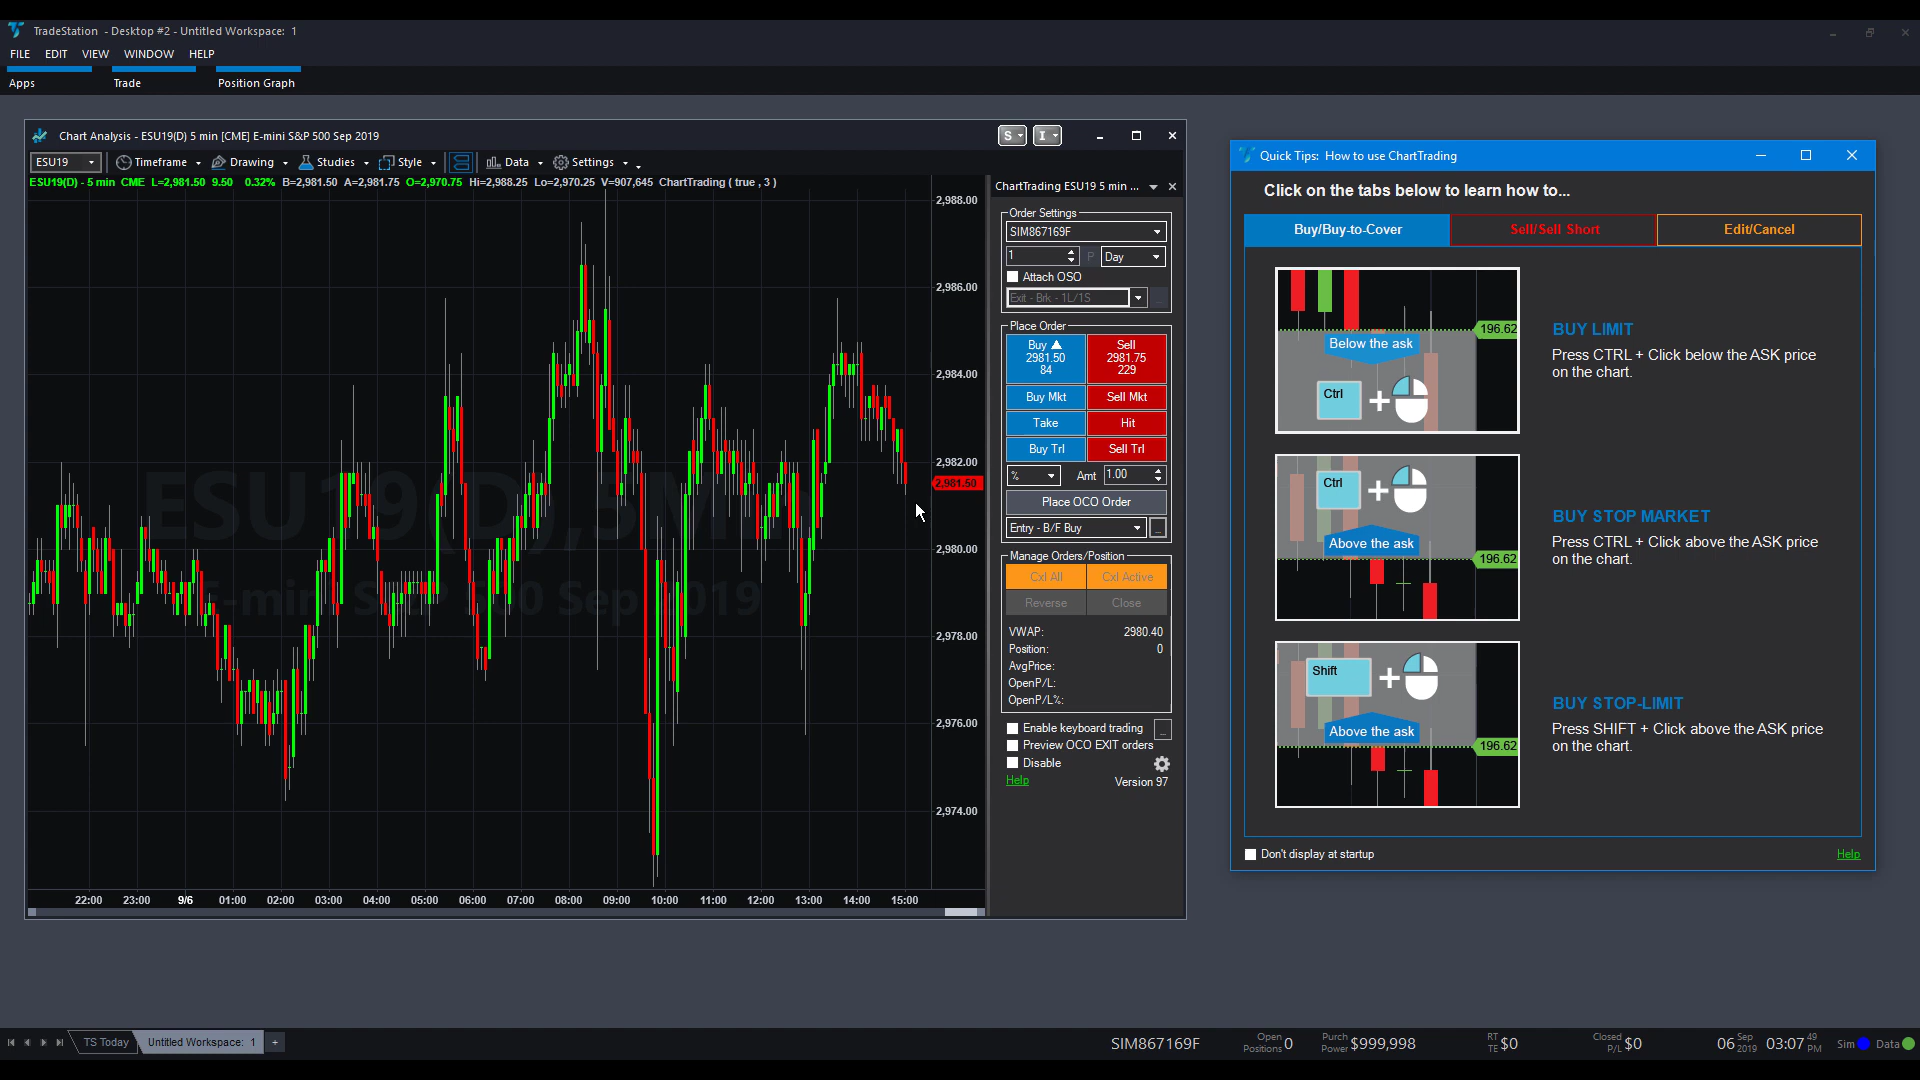 TradeStation - Desktop #2 - Untitled Workspace: 1
FILE EDIT VIEW WINDOW HELP
Apps Trade Position Graph
Chart Analysis - ESU19(D) 5 min [CME] E-mini S&P 500 Sep 2019
S I
ESU19 Timeframe Drawing Studies Style Data Settings
ESU19(D) - 5 min CME L=2,981.50 9.50 0.32% B=2,981.50 A=2,981.75 O=2,970.75 Hi=2,988.25 Lo=2,970.25 V=907,645 ChartTrading ( true , 3 )
2,988.00
2,986.00
2,984.00
2,982.00
2,981.50
2,980.00
2,978.00
2,976.00
2,974.00
ESU19(D),5Min
E-mini S&P 500 Sep 2019
22:00 23:00 9/6 01:00 02:00 03:00 04:00 05:00 06:00 07:00 08:00 09:00 10:00 11:00 12:00 13:00 14:00 15:00
ChartTrading ESU19 5 min ...
Order Settings
SIM867169F
1 P Day
Attach OSO
Exit - Brk - 1L/1S
Place Order
Buy Sell
2981.50 2981.75
84 229
Buy Mkt Sell Mkt
Take Hit
Buy Trl Sell Trl
% Amt 1.00
Place OCO Order
Entry - B/F Buy ...
Manage Orders/Position
Cxl All Cxl Active
Reverse Close
VWAP: 2980.40
Position: 0
AvgPrice:
OpenP/L:
OpenP/L%:
Enable keyboard trading ...
Preview OCO EXIT orders
Disable
Help Version 97
Quick Tips: How to use ChartTrading
Click on the tabs below to learn how to...
Buy/Buy-to-Cover Sell/Sell Short Edit/Cancel
196.62
Below the ask
Ctrl +
BUY LIMIT
Press CTRL + Click below the ASK price
on the chart.
Ctrl +
Above the ask
196.62
BUY STOP MARKET
Press CTRL + Click above the ASK price
on the chart.
Shift +
Above the ask
196.62
BUY STOP-LIMIT
Press SHIFT + Click above the ASK price
on the chart.
Don't display at startup Help
TS Today Untitled Workspace: 1 +
SIM867169F Open Positions 0 Purch Power $999,998 RT TE $0 Closed P/L $0 06 Sep 2019 03:07 49 PM Sim Data